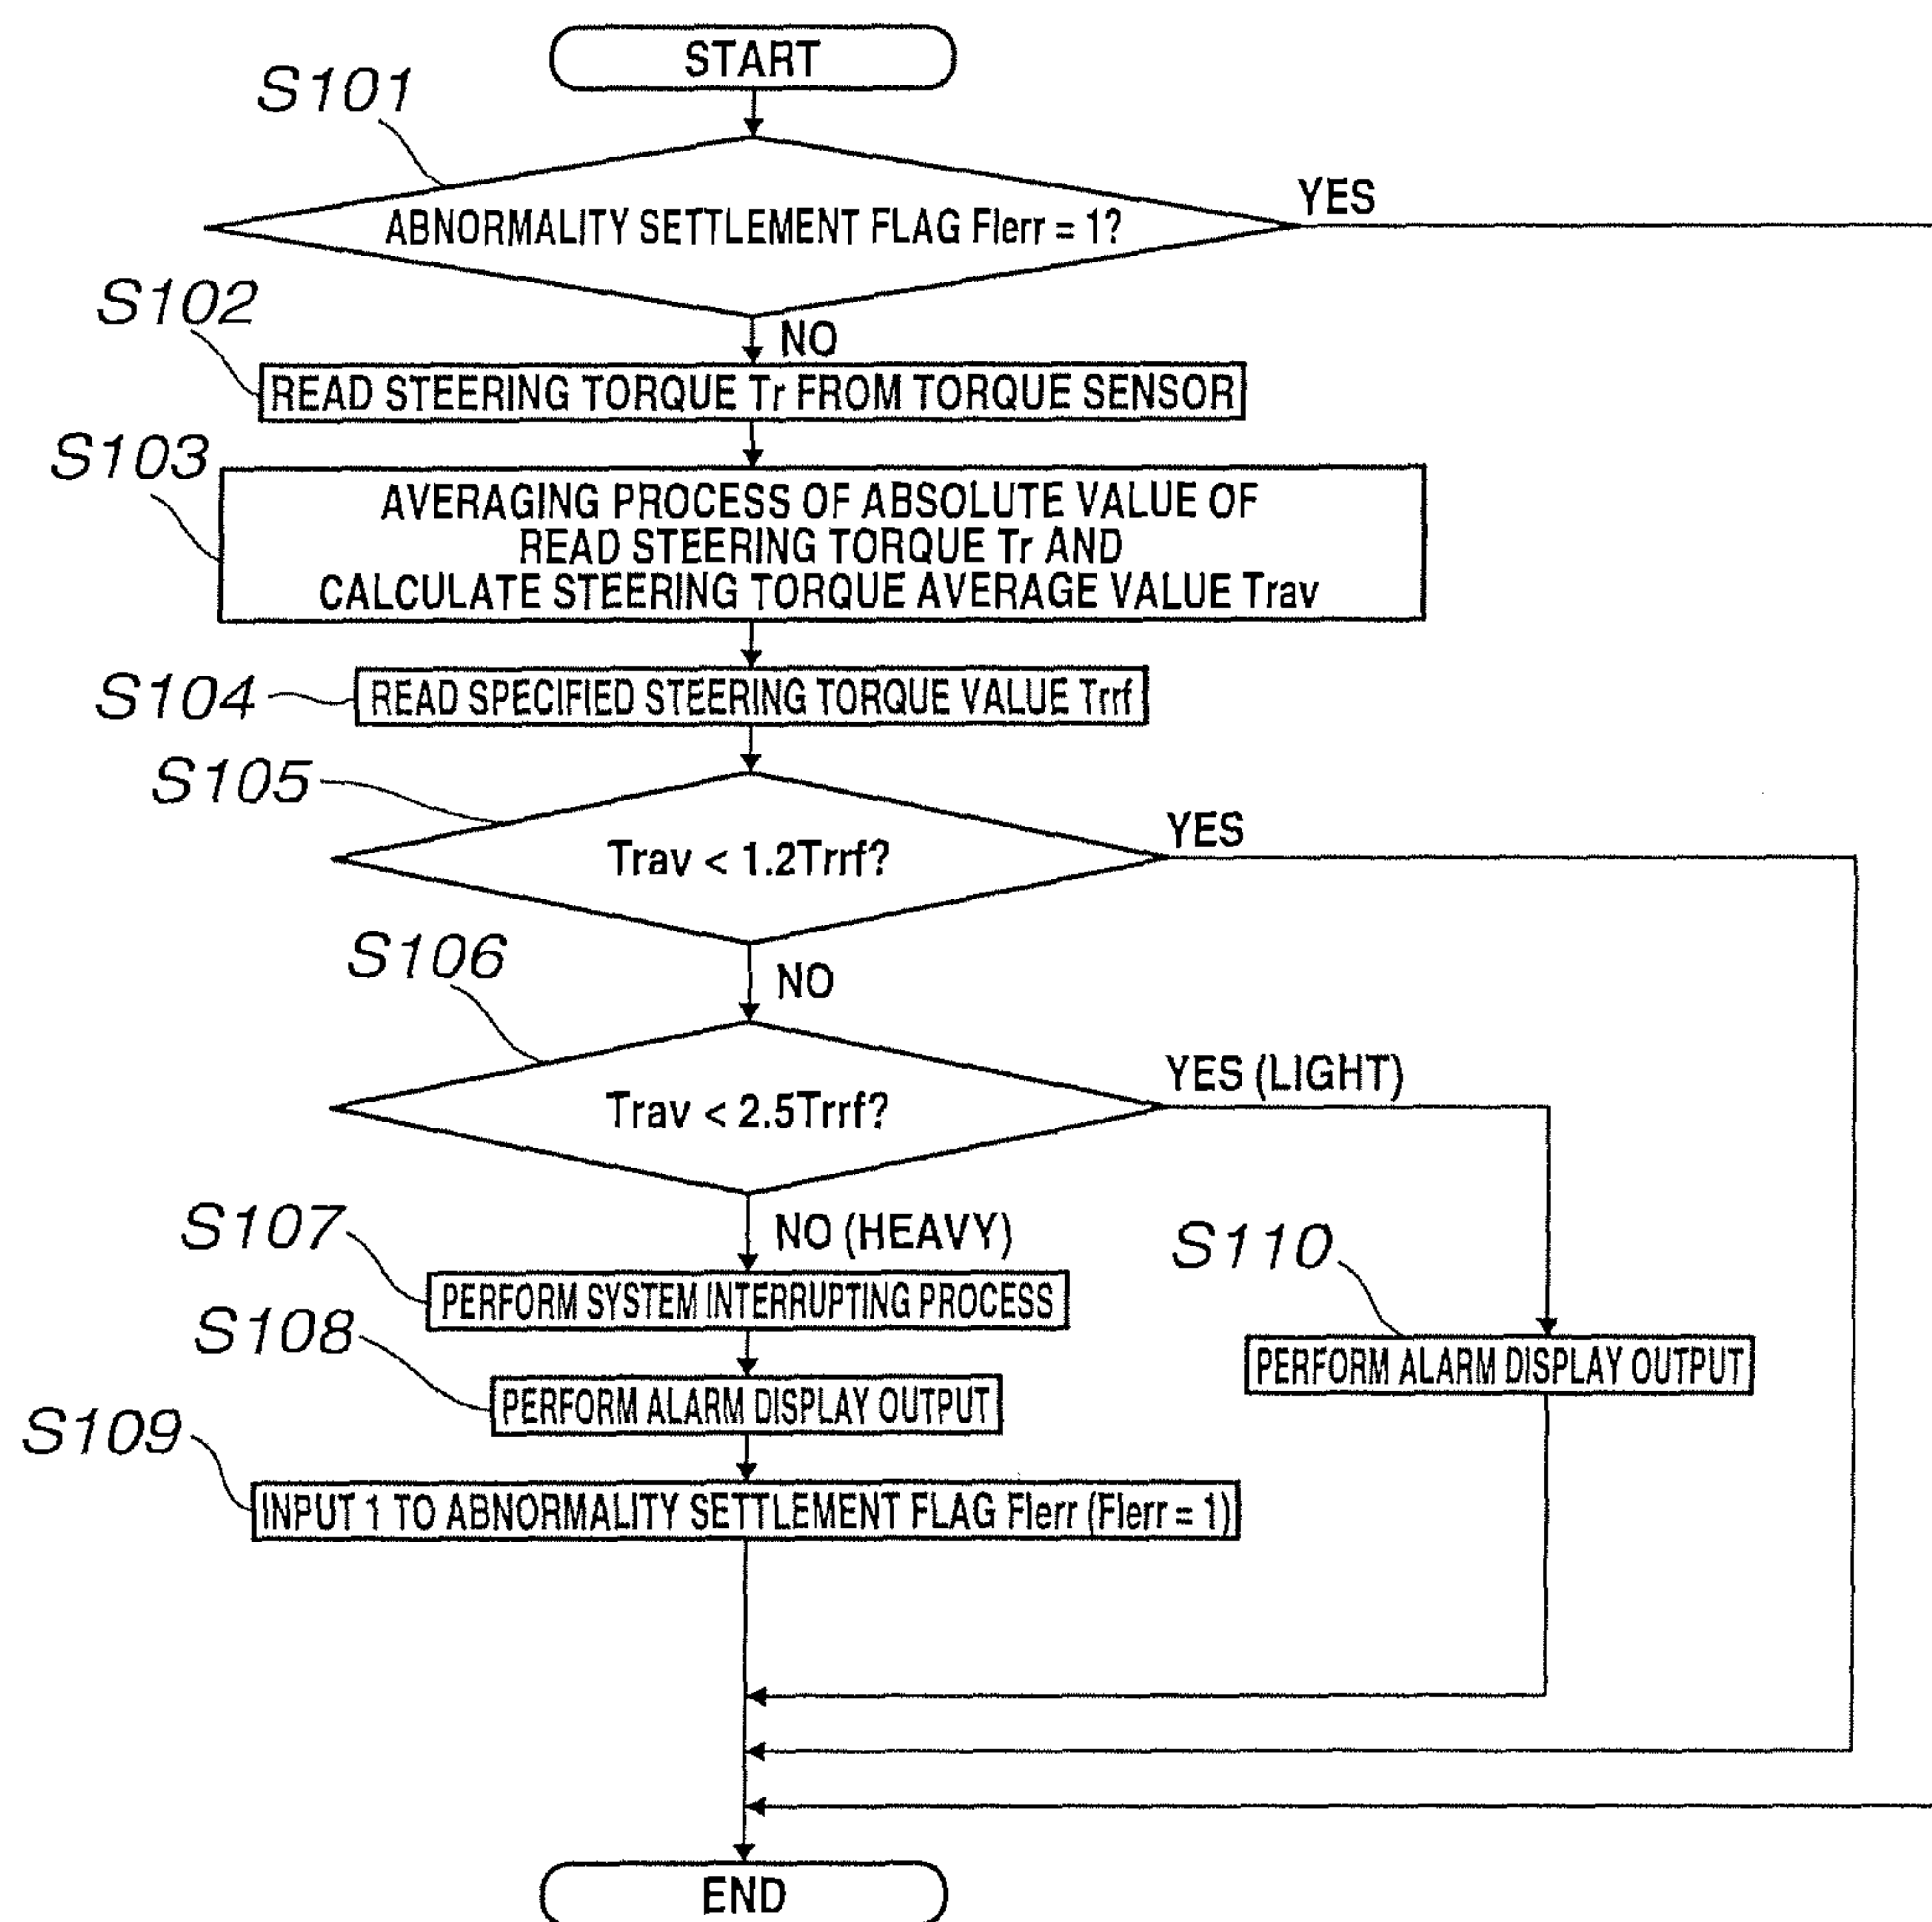 START
S101
ABNORMALITY SETTLEMENT FLAG Flerr = 1?
YES
S102
NO
READ STEERING TORQUE Tr FROM TORQUE SENSOR
S103
AVERAGING PROCESS OF ABSOLUTE VALUE OF
READ STEERING TORQUE Tr AND
CALCULATE STEERING TORQUE AVERAGE VALUE Trav
S104
READ SPECIFIED STEERING TORQUE VALUE Trrf
S105
Trav < 1.2Trrf?
YES
S106
NO
Trav < 2.5Trrf?
YES (LIGHT)
S107
NO (HEAVY)
S110
PERFORM SYSTEM INTERRUPTING PROCESS
S108
PERFORM ALARM DISPLAY OUTPUT
PERFORM ALARM DISPLAY OUTPUT
S109
INPUT 1 TO ABNORMALITY SETTLEMENT FLAG Flerr (Flerr = 1)
END